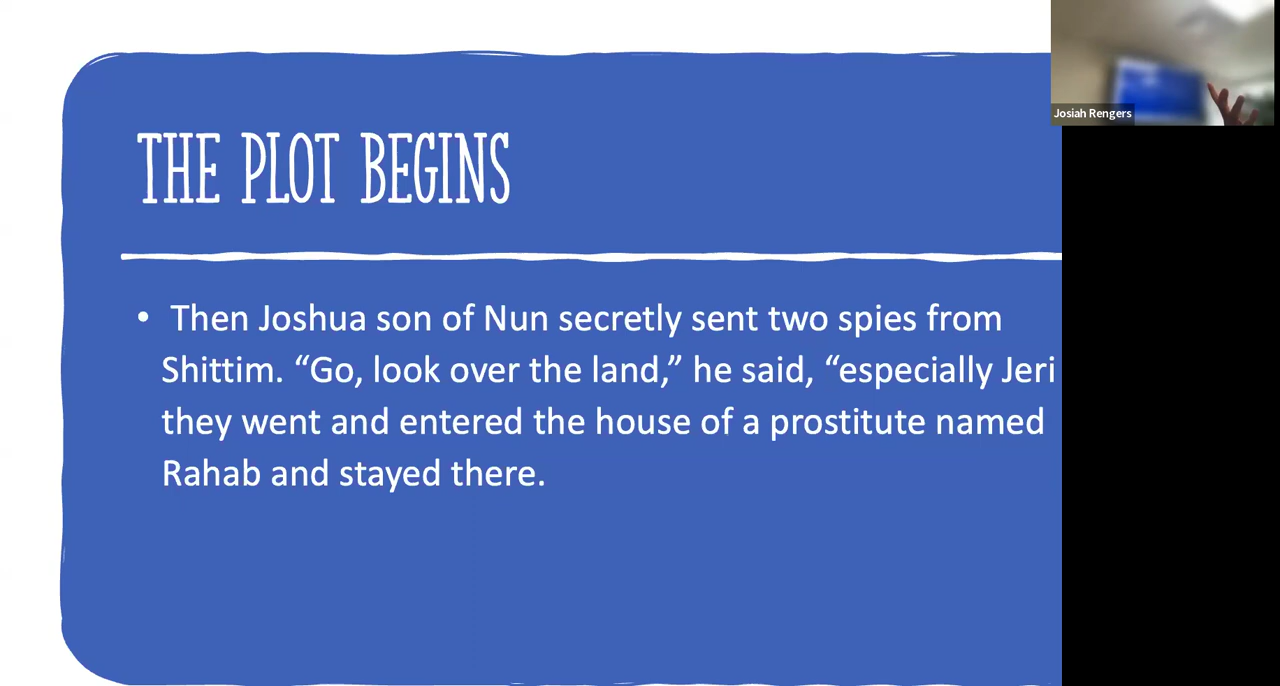 THE PLOT BEGINS
• Then Joshua son of Nun secretly sent two spies from
Shittim. “Go, look over the land,” he said, “especially Jeri
they went and entered the house of a prostitute named
Rahab and stayed there.
Josiah Rengers